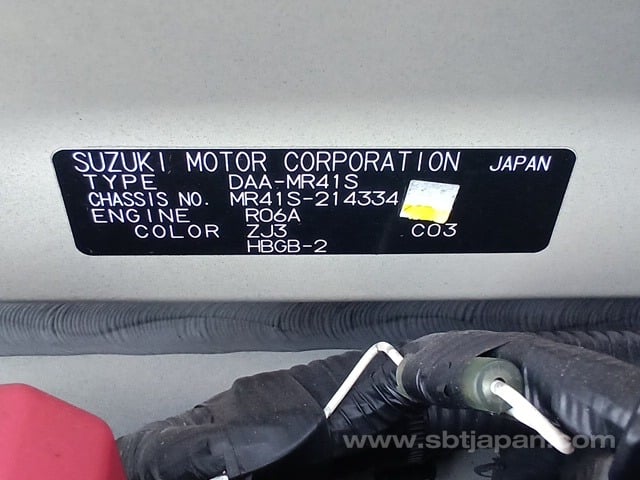 SUZUKI MOTOR CORPORATION JAPAN
TYPE DAA-MR41S
CHASSIS NO. MR41S-214334
ENGINE R06A
COLOR ZJ3 C03
HBGB-2
www.sbtjapan.com